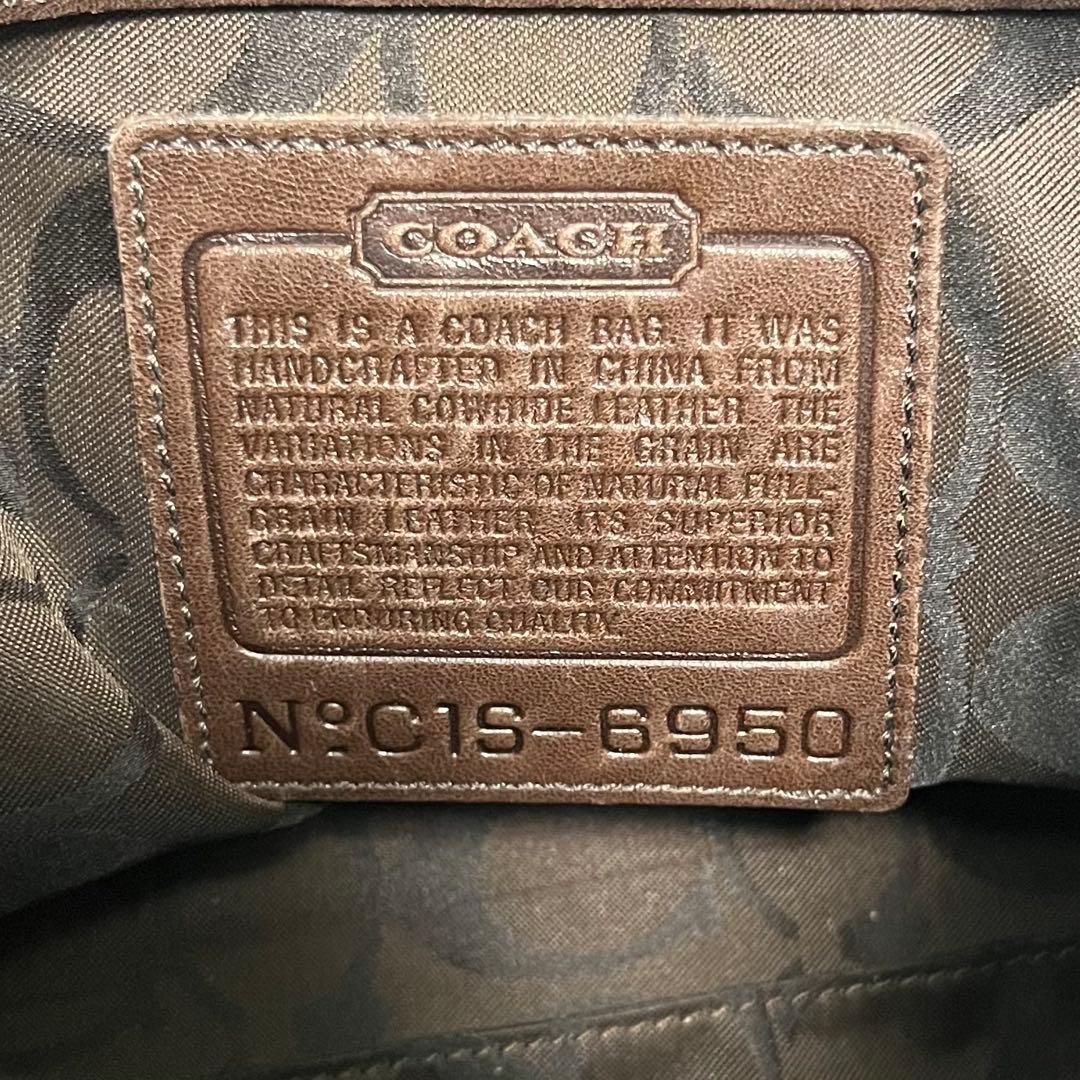 COACH
THIS IS A COACH BAG. IT WAS
HANDCRAFTED IN CHINA FROM
NATURAL COWHIDE LEATHER THE
VARIATIONS IN THE GRAIN ARE
CHARACTERISTIC OF NATURAL FULL-
GRAIN LEATHER. ITS SUPERIOR
CRAFTSMANSHIP AND ATTENTION TO
DETAIL REFLECT OUR COMMITMENT
TO ENDURING QUALITY.
Nº C1S-6950